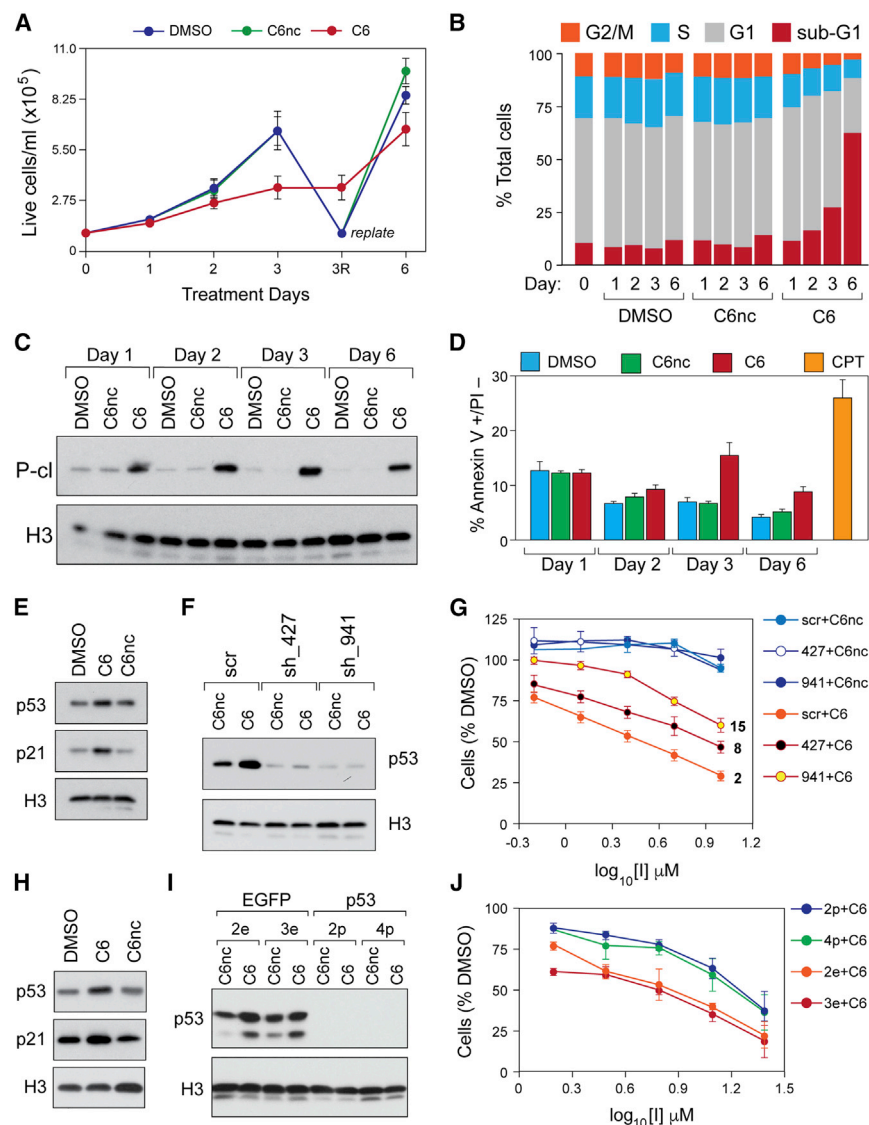 A
DMSO C6nc C6
Live cells/ml (x10⁵)
11.0
8.25
5.50
2.75
0
replate
0 1 2 3 3R 6
Treatment Days
B
G2/M S G1 sub-G1
% Total cells
100
75
50
25
0
Day: 0 1 2 3 6 1 2 3 6 1 2 3 6
DMSO C6nc C6
C
Day 1 Day 2 Day 3 Day 6
DMSO C6nc C6 DMSO C6nc C6 DMSO C6nc C6 DMSO C6nc C6
P-cl
H3
D
DMSO C6nc C6 CPT
% Annexin V +/PI –
30
20
10
0
Day 1 Day 2 Day 3 Day 6
E
DMSO C6 C6nc
p53
p21
H3
F
scr sh_427 sh_941
C6nc C6 C6nc C6 C6nc C6
p53
H3
G
Cells (% DMSO)
125
100
75
50
25
0
15
8
2
-0.3 0 0.3 0.6 0.9 1.2
log₁₀[I] μM
scr+C6nc
427+C6nc
941+C6nc
scr+C6
427+C6
941+C6
H
DMSO C6 C6nc
p53
p21
H3
I
EGFP p53
2e 3e 2p 4p
C6nc C6 C6nc C6 C6nc C6 C6nc C6
p53
H3
J
Cells (% DMSO)
100
75
50
25
0
0 0.3 0.6 0.9 1.2 1.5
log₁₀[I] μM
2p+C6
4p+C6
2e+C6
3e+C6